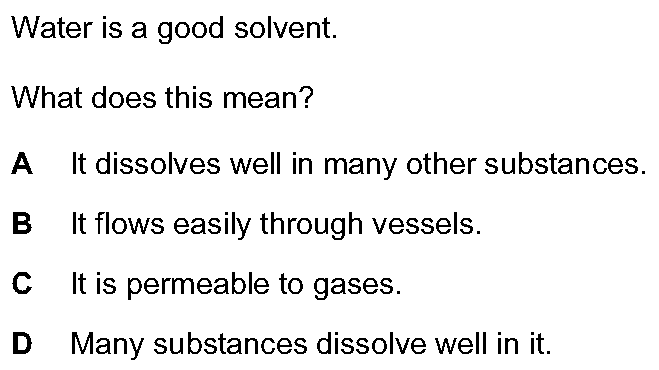 Water is a good solvent.
What does this mean?
A It dissolves well in many other substances.
B It flows easily through vessels.
C It is permeable to gases.
D Many substances dissolve well in it.